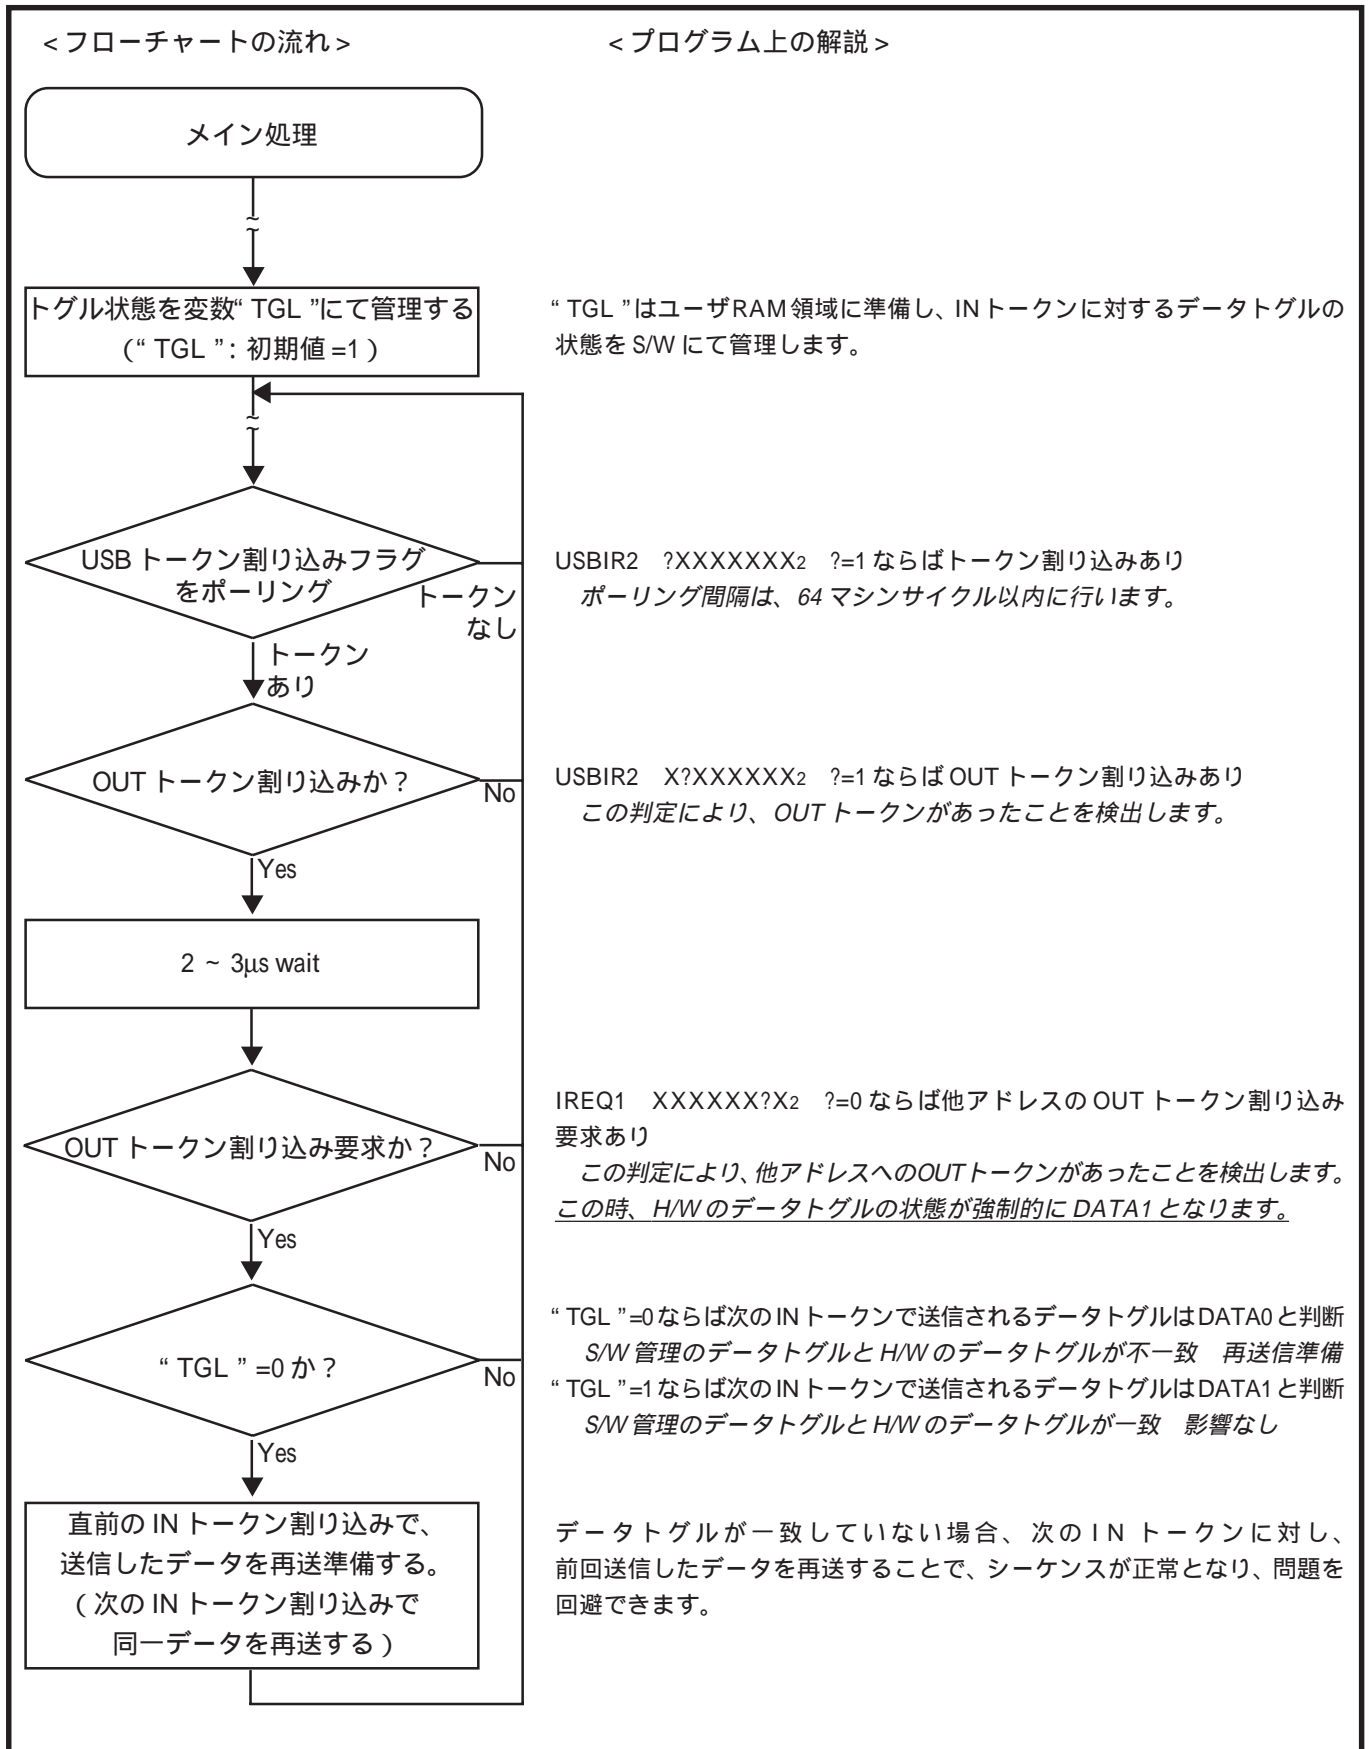 <フローチャートの流れ>
<プログラム上の解説>
メイン処理
~
~
トグル状態を変数“TGL”にて管理する
(“TGL”:初期値=1)
“TGL”はユーザRAM領域に準備し、INトークンに対するデータトグルの
状態をS/Wにて管理します。
~
~
USBトークン割り込みフラグ
をポーリング
トークン
なし
トークン
あり
USBIR2 ?XXXXXXX2 ?=1ならばトークン割り込みあり
ポーリング間隔は、64マシンサイクル以内に行います。
OUTトークン割り込みか?
No
Yes
USBIR2 X?XXXXXX2 ?=1ならばOUTトークン割り込みあり
この判定により、OUTトークンがあったことを検出します。
2 ~ 3μs wait
OUTトークン割り込み要求か?
No
Yes
IREQ1 XXXXXX?X2 ?=0ならば他アドレスのOUTトークン割り込み
要求あり
この判定により、他アドレスへのOUTトークンがあったことを検出します。
この時、H/Wのデータトグルの状態が強制的にDATA1となります。
“TGL”=0か?
No
Yes
“TGL”=0ならば次のINトークンで送信されるデータトグルはDATA0と判断
S/W管理のデータトグルとH/Wのデータトグルが不一致 再送信準備
“TGL”=1ならば次のINトークンで送信されるデータトグルはDATA1と判断
S/W管理のデータトグルとH/Wのデータトグルが一致 影響なし
直前のINトークン割り込みで、
送信したデータを再送準備する。
(次のINトークン割り込みで
同一データを再送する)
データトグルが一致していない場合、次のINトークンに対し、
前回送信したデータを再送することで、シーケンスが正常となり、問題を
回避できます。